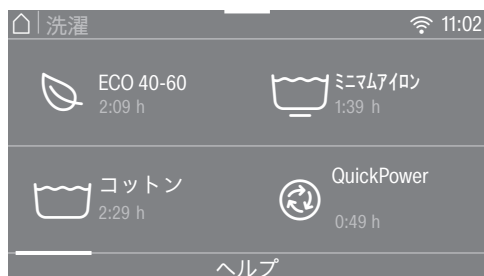 洗濯 11:02
ECO 40-60
2:09 h
ﾐﾆﾏﾑｱｲﾛﾝ
1:39 h
コットン
2:29 h
QuickPower
0:49 h
ヘルプ